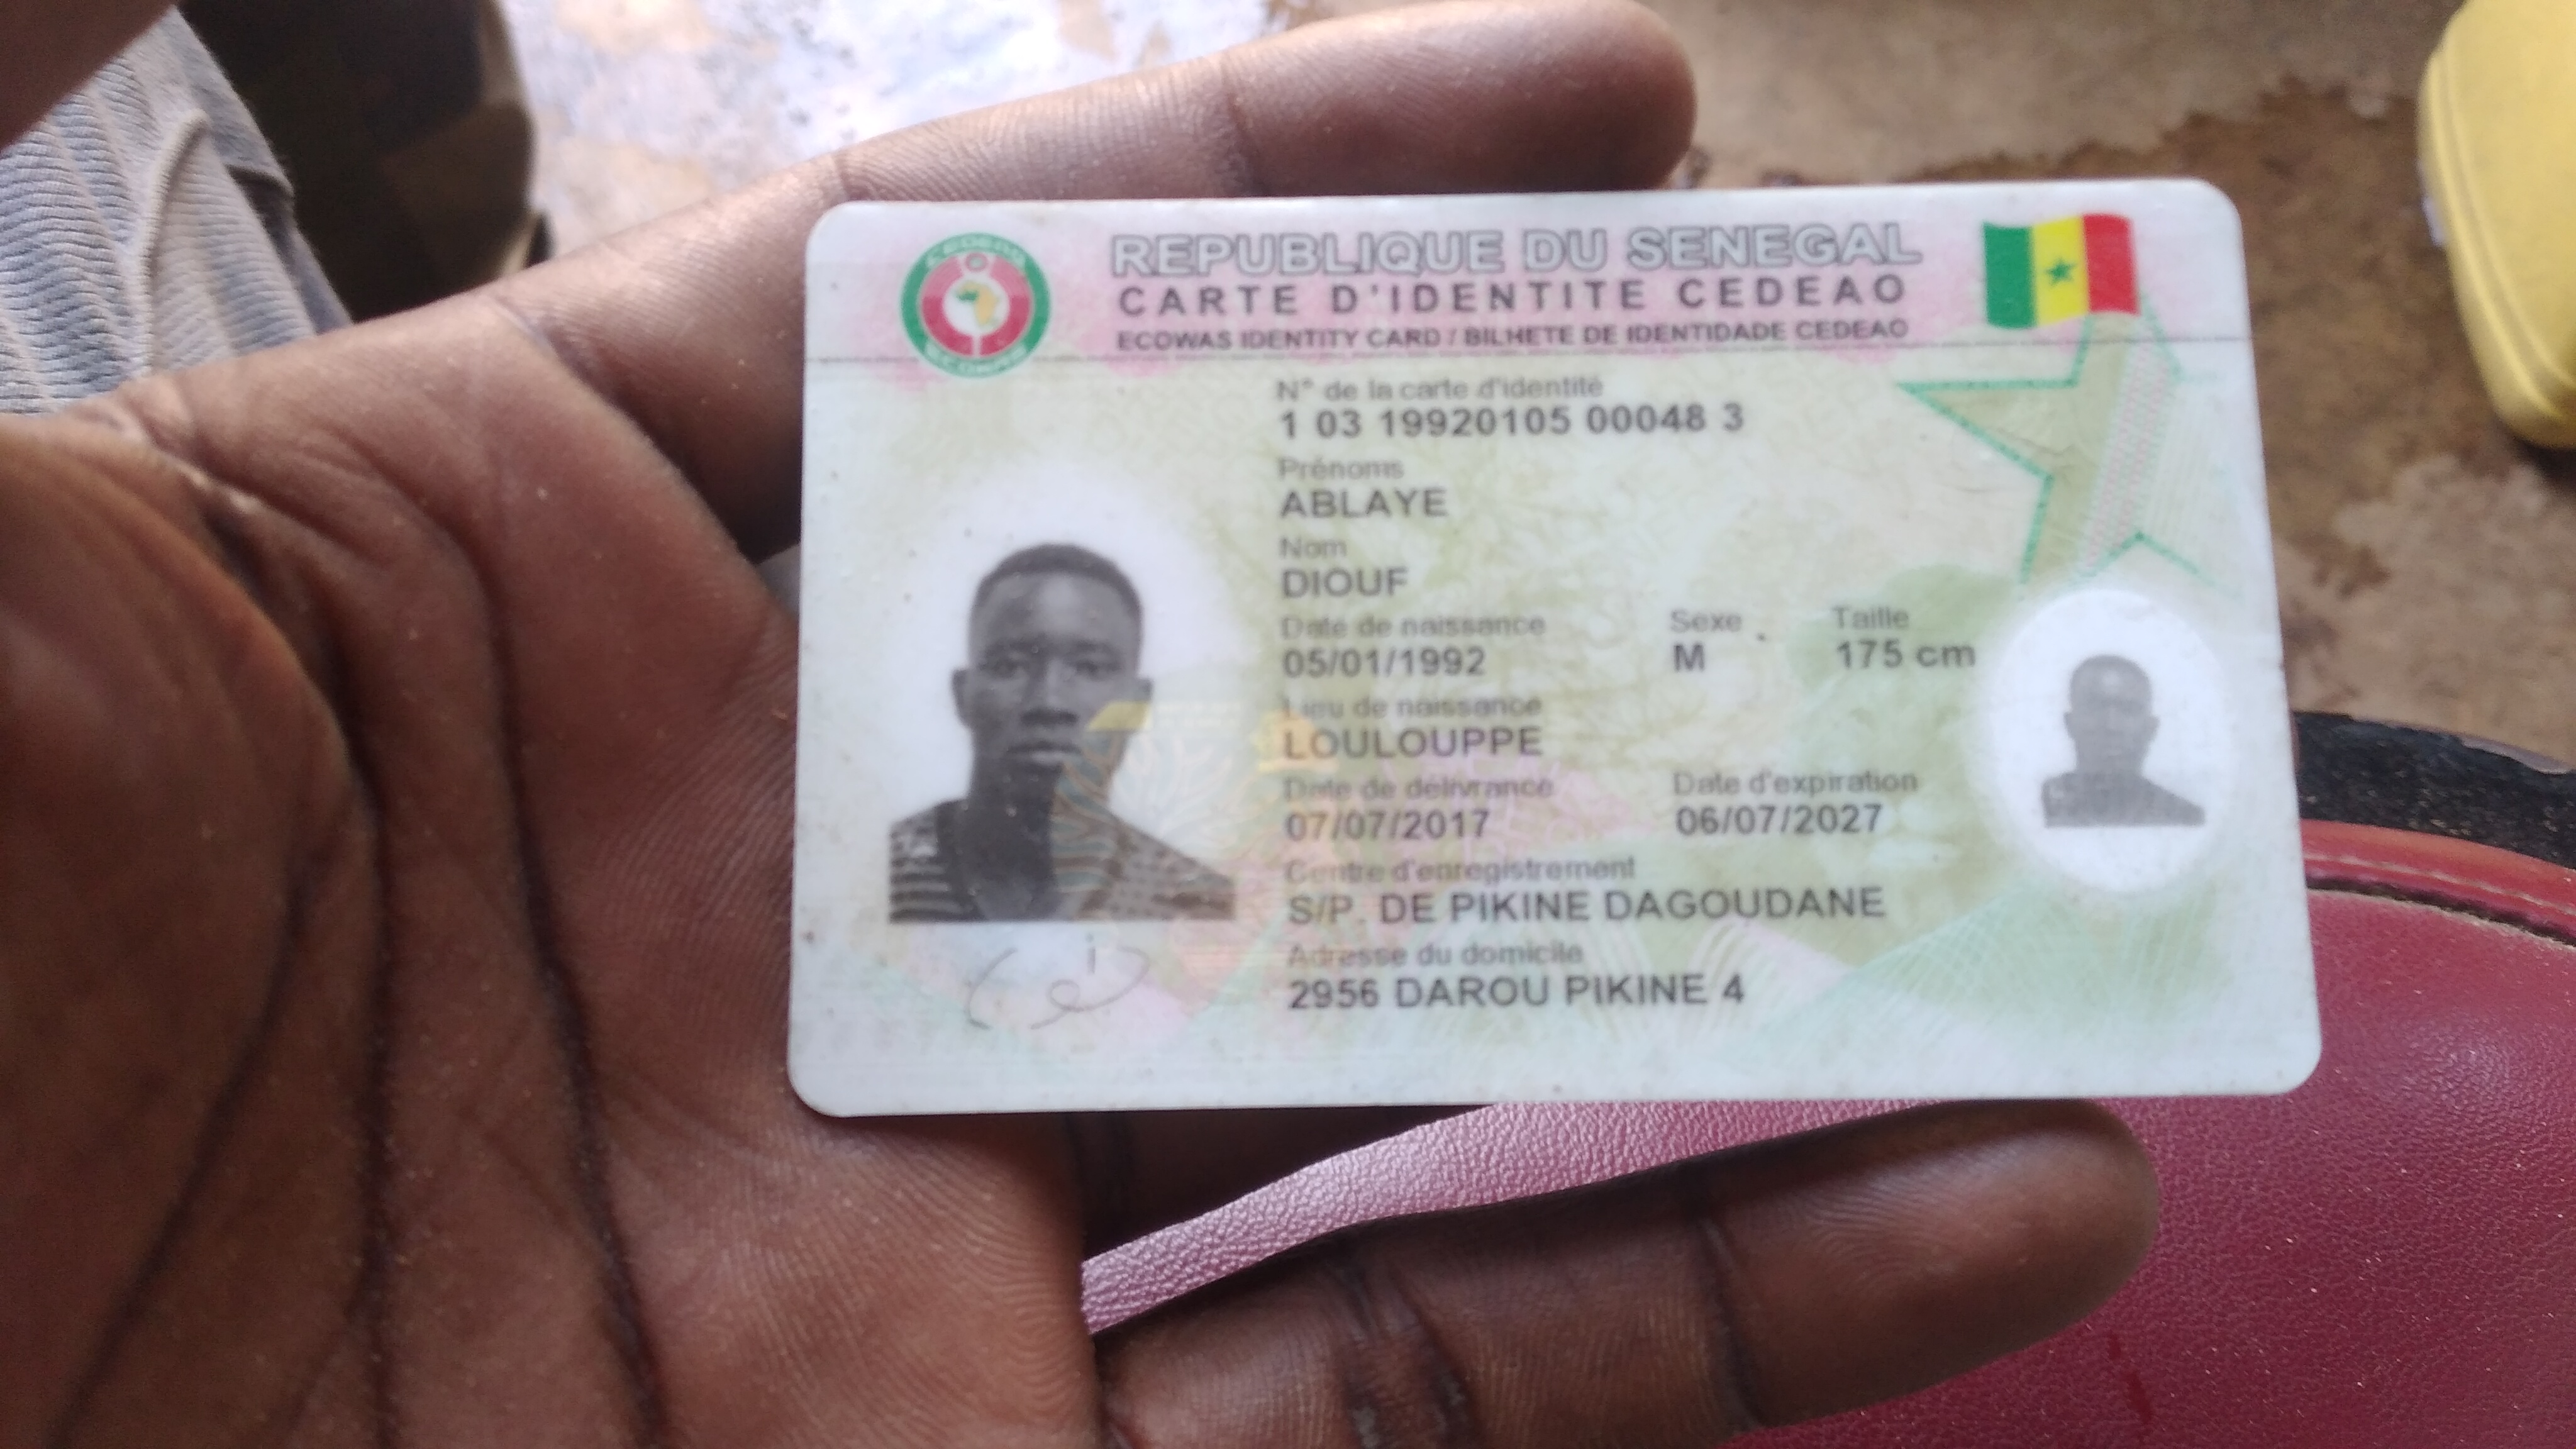 CEDEAO
REPUBLIQUE DU SENEGAL
CARTE D'IDENTITE CEDEAO
ECOWAS IDENTITY CARD / BILHETE DE IDENTIDADE CEDEAO
ECOWAS
N° de la carte d'identité
1 03 19920105 00048 3
Prénoms
ABLAYE
Nom
DIOUF
Date de naissance Sexe Taille
05/01/1992 M 175 cm
Lieu de naissance
LOULOUPPE
Date de délivrance Date d'expiration
07/07/2017 06/07/2027
Centre d'enregistrement
S/P. DE PIKINE DAGOUDANE
Adresse du domicile
2956 DAROU PIKINE 4